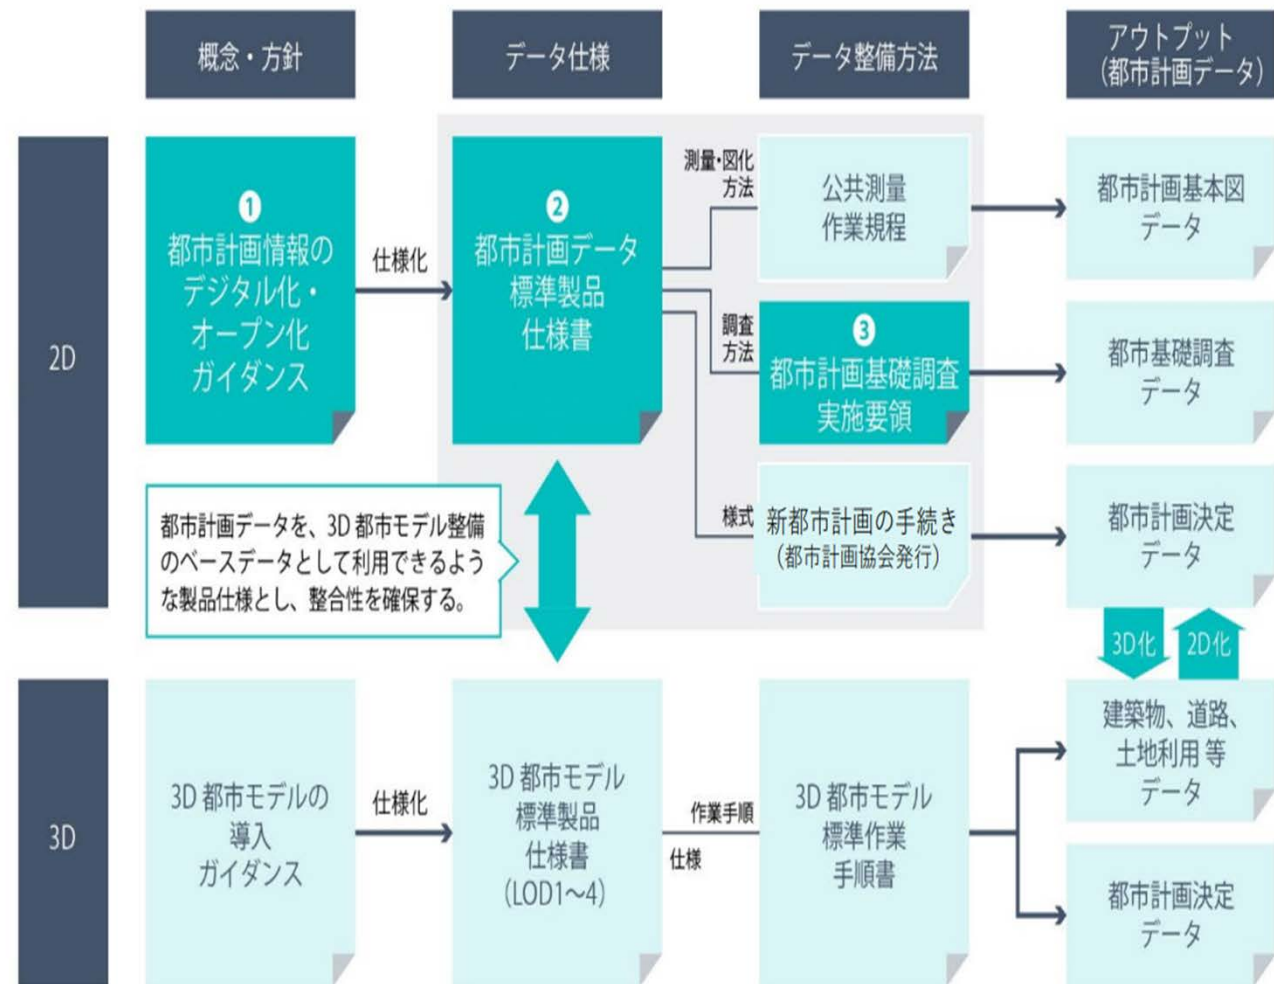 概念・方針
データ仕様
データ整備方法
アウトプット
(都市計画データ)
2D
1
都市計画情報の
デジタル化・
オープン化
ガイダンス
仕様化
2
都市計画データ
標準製品
仕様書
測量・図化
方法
公共測量
作業規程
都市計画基本図
データ
調査
方法
3
都市計画基礎調査
実施要領
都市基礎調査
データ
様式
新都市計画の手続き
(都市計画協会発行)
都市計画決定
データ
都市計画データを、3D 都市モデル整備
のベースデータとして利用できるよう
な製品仕様とし、整合性を確保する。
3D化
2D化
3D
3D 都市モデルの
導入
ガイダンス
仕様化
3D 都市モデル
標準製品
仕様書
(LOD1～4)
作業手順
仕様
3D 都市モデル
標準作業
手順書
建築物、道路、
土地利用 等
データ
都市計画決定
データ